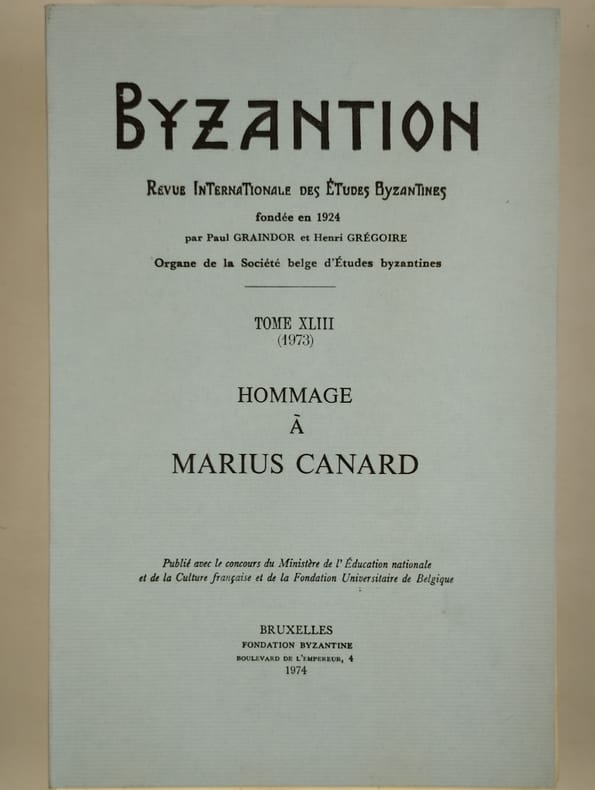 BYZANTION
REVUE INTERNATIONALE DES ÉTUDES BYZANTINES
fondée en 1924
par Paul GRAINDOR et Henri GRÉGOIRE
Organe de la Société belge d'Études byzantines
TOME XLIII
(1973)
HOMMAGE
À
MARIUS CANARD
Publié avec le concours du Ministère de l'Éducation nationale
et de la Culture française et de la Fondation Universitaire de Belgique
BRUXELLES
FONDATION BYZANTINE
BOULEVARD DE L'EMPEREUR, 4
1974